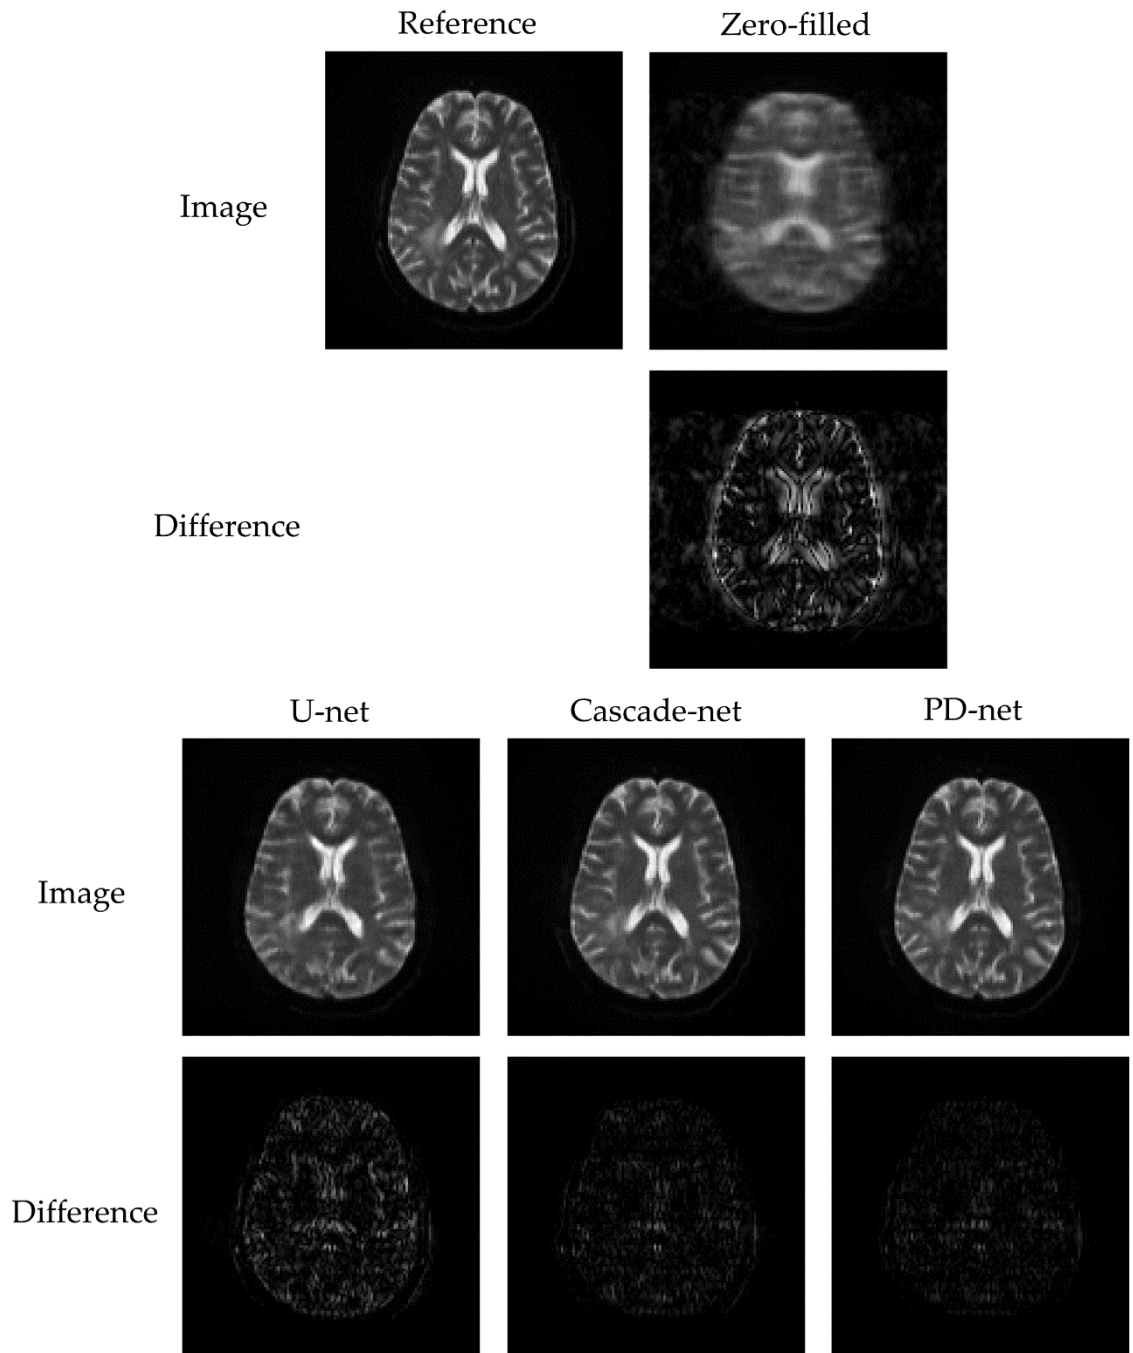 Reference
Zero-filled
Image
Difference
U-net
Cascade-net
PD-net
Image
Difference